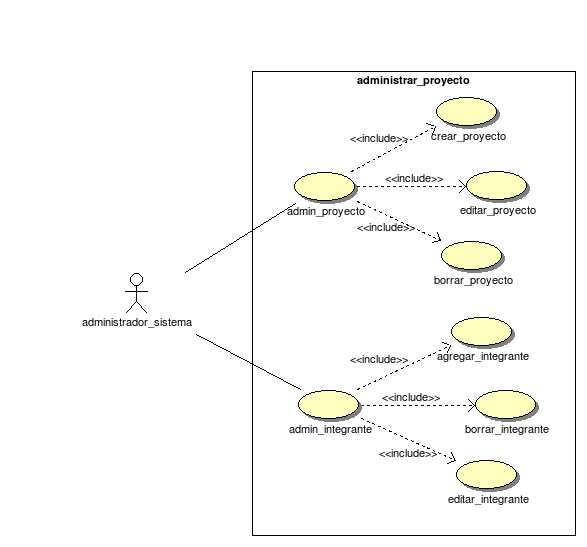 administrar_proyecto
<<include>>
crear_proyecto
<<include>>
admin_proyecto
editar_proyecto
<<include>>
borrar_proyecto
administrador_sistema
<<include>>
agregar_integrante
<<include>>
admin_integrante
borrar_integrante
<<include>>
editar_integrante